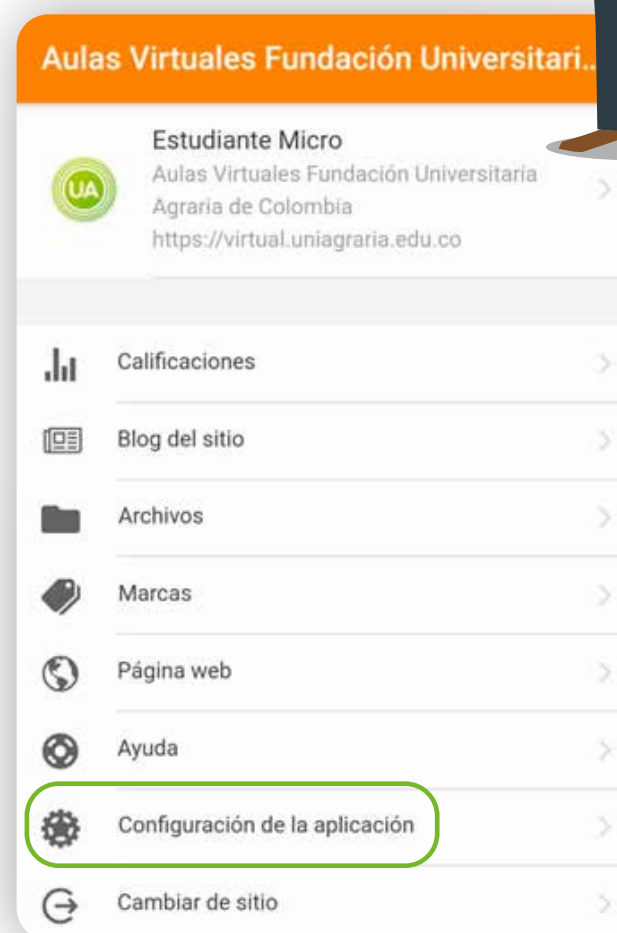 Aulas Virtuales Fundación Universitari..
Estudiante Micro
UA
Aulas Virtuales Fundación Universitaria
Agraria de Colombia
https://virtual.uniagraria.edu.co
Calificaciones
Blog del sitio
Archivos
Marcas
Página web
Ayuda
Configuración de la aplicación
Cambiar de sitio